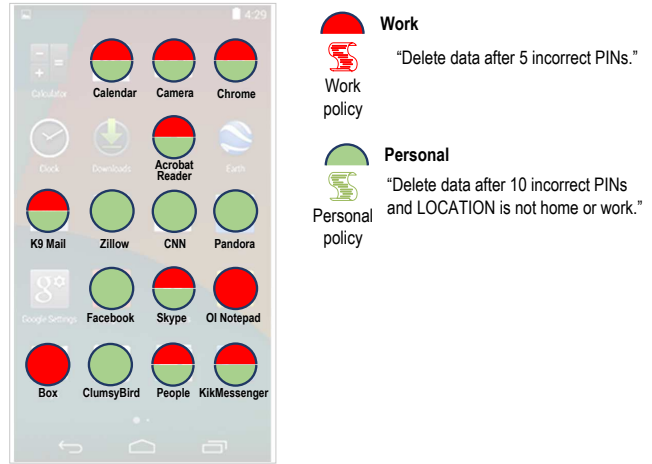 4:29
Calculator
Calendar
Camera
Chrome
Clock
Downloads
Acrobat
Reader
Earth
K9 Mail
Zillow
CNN
Pandora
Google Settings
Facebook
Skype
OI Notepad
Box
ClumsyBird
People
KikMessenger
Work
“Delete data after 5 incorrect PINs.”
Work
policy
Personal
“Delete data after 10 incorrect PINs
and LOCATION is not home or work.”
Personal
policy